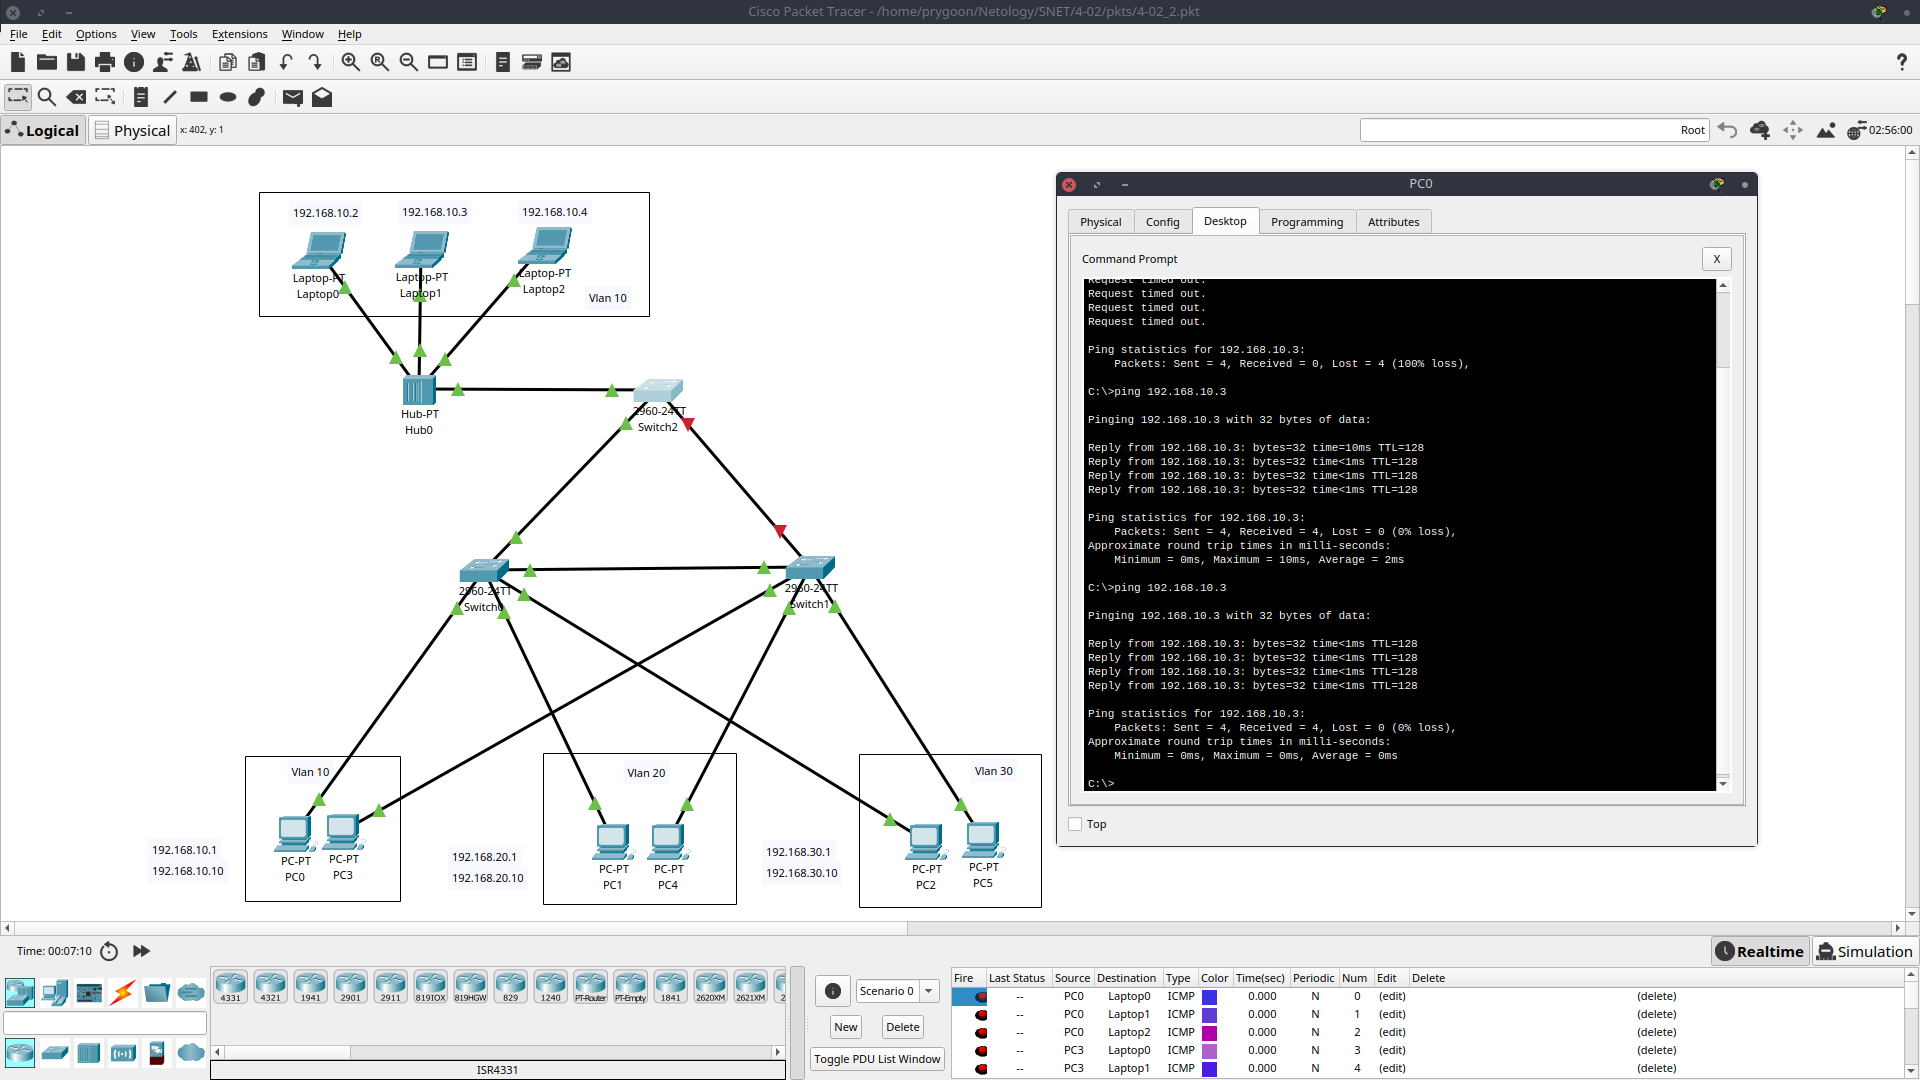 Cisco Packet Tracer - /home/prygoon/Netology/SNET/4-02/pkts/4-02_2.pkt
File Edit Options View Tools Extensions Window Help
?
Logical Physical x: 402, y: 1 Root 02:56:00
192.168.10.2 192.168.10.3 192.168.10.4
Laptop-PT Laptop-PT Laptop-PT
Laptop0 Laptop1 Laptop2
Vlan 10
Hub-PT
Hub0
2960-24TT
Switch2
2960-24TT
Switch0
2960-24TT
Switch1
Vlan 10
PC-PT PC-PT
PC0 PC3
192.168.10.1
192.168.10.10
Vlan 20
PC-PT PC-PT
PC1 PC4
192.168.20.1
192.168.20.10
Vlan 30
PC-PT PC-PT
PC2 PC5
192.168.30.1
192.168.30.10
PC0
Physical Config Desktop Programming Attributes
Command Prompt X
Request timed out.
Request timed out.
Request timed out.
Request timed out.
Ping statistics for 192.168.10.3:
Packets: Sent = 4, Received = 0, Lost = 4 (100% loss),
C:\>ping 192.168.10.3
Pinging 192.168.10.3 with 32 bytes of data:
Reply from 192.168.10.3: bytes=32 time=10ms TTL=128
Reply from 192.168.10.3: bytes=32 time<1ms TTL=128
Reply from 192.168.10.3: bytes=32 time<1ms TTL=128
Reply from 192.168.10.3: bytes=32 time<1ms TTL=128
Ping statistics for 192.168.10.3:
Packets: Sent = 4, Received = 4, Lost = 0 (0% loss),
Approximate round trip times in milli-seconds:
Minimum = 0ms, Maximum = 10ms, Average = 2ms
C:\>ping 192.168.10.3
Pinging 192.168.10.3 with 32 bytes of data:
Reply from 192.168.10.3: bytes=32 time<1ms TTL=128
Reply from 192.168.10.3: bytes=32 time<1ms TTL=128
Reply from 192.168.10.3: bytes=32 time<1ms TTL=128
Reply from 192.168.10.3: bytes=32 time<1ms TTL=128
Ping statistics for 192.168.10.3:
Packets: Sent = 4, Received = 4, Lost = 0 (0% loss),
Approximate round trip times in milli-seconds:
Minimum = 0ms, Maximum = 0ms, Average = 0ms
C:\>
Top
Time: 00:07:10 Realtime Simulation
4331 4321 1941 2901 2911 819IOX 819HGW 829 1240 PT-Router PT-Empty 1841 2620XM 2621XM 2
ISR4331
Scenario 0
New Delete
Toggle PDU List Window
Fire Last Status Source Destination Type Color Time(sec) Periodic Num Edit Delete
-- PC0 Laptop0 ICMP 0.000 N 0 (edit) (delete)
-- PC0 Laptop1 ICMP 0.000 N 1 (edit) (delete)
-- PC0 Laptop2 ICMP 0.000 N 2 (edit) (delete)
-- PC3 Laptop0 ICMP 0.000 N 3 (edit) (delete)
-- PC3 Laptop1 ICMP 0.000 N 4 (edit) (delete)